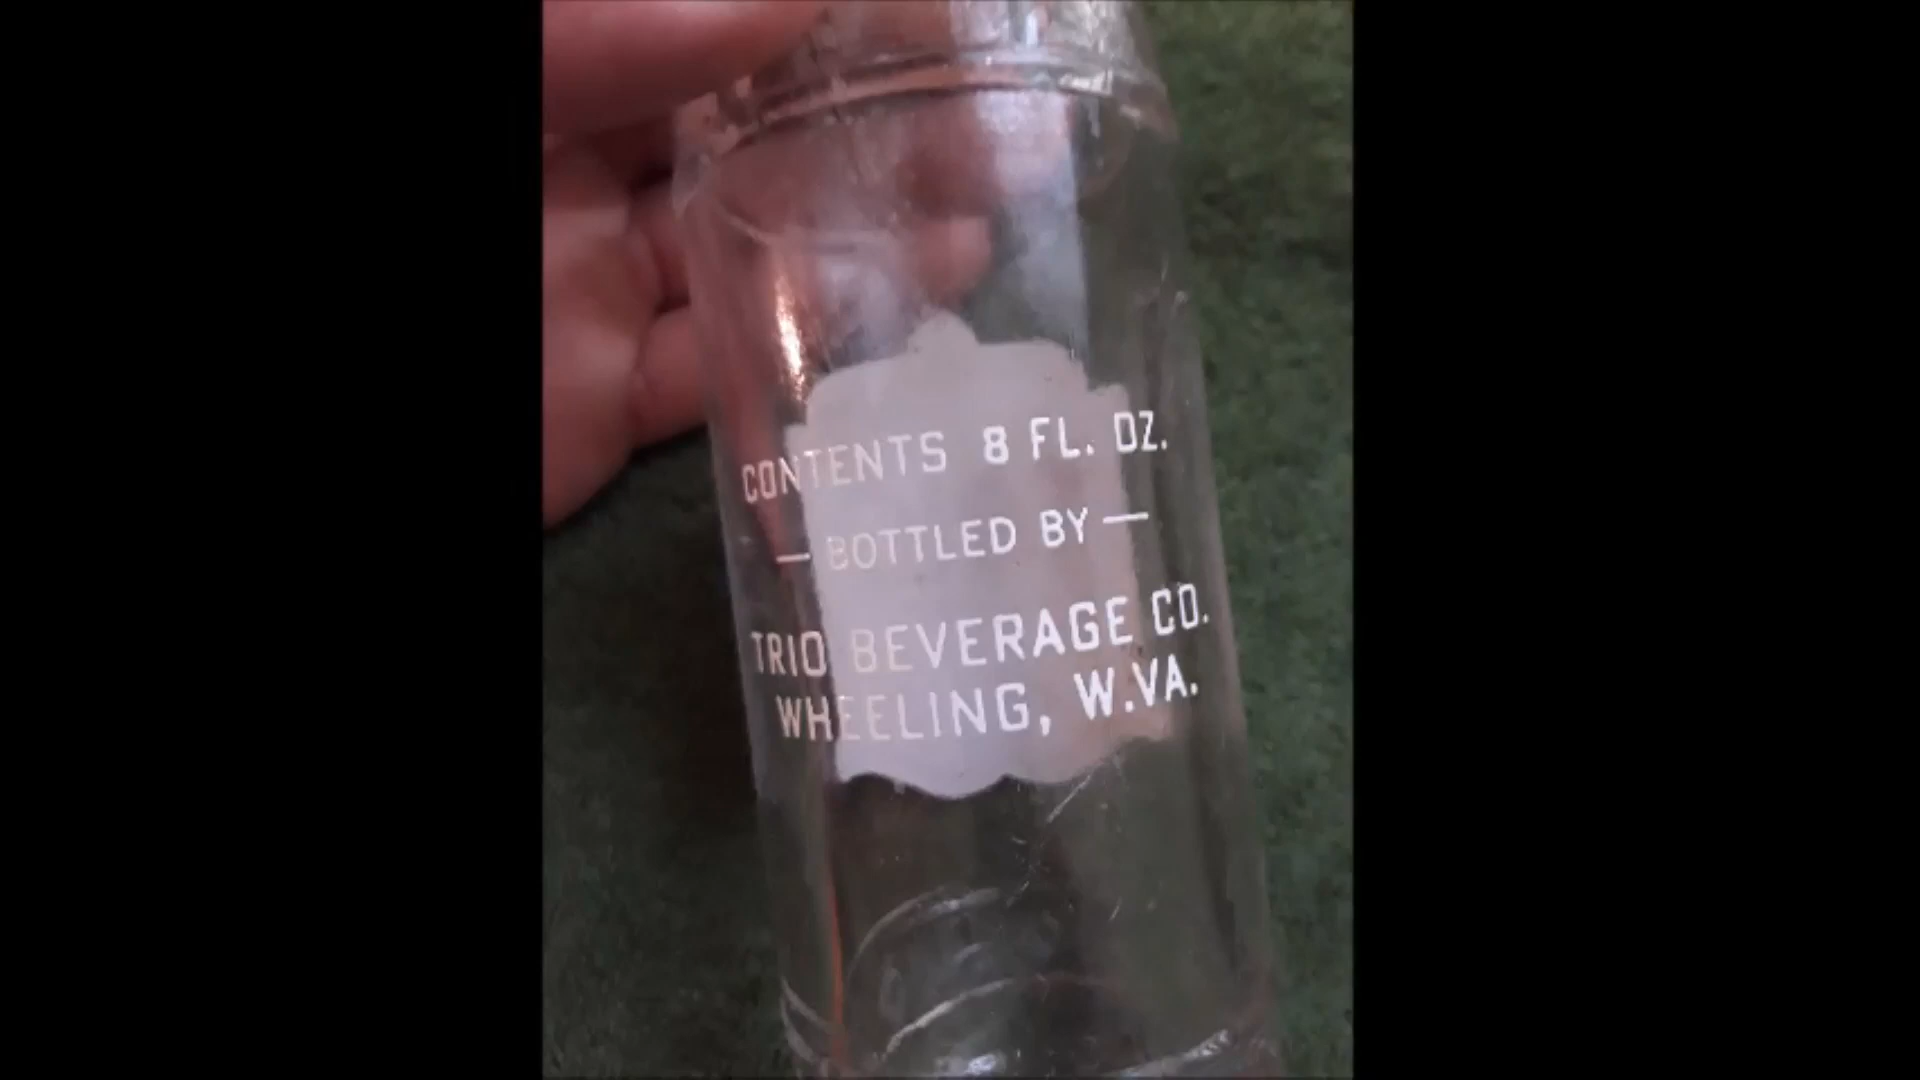 CONTENTS 8 FL. OZ.
— BOTTLED BY —
TRIO BEVERAGE CO.
WHEELING, W.VA.